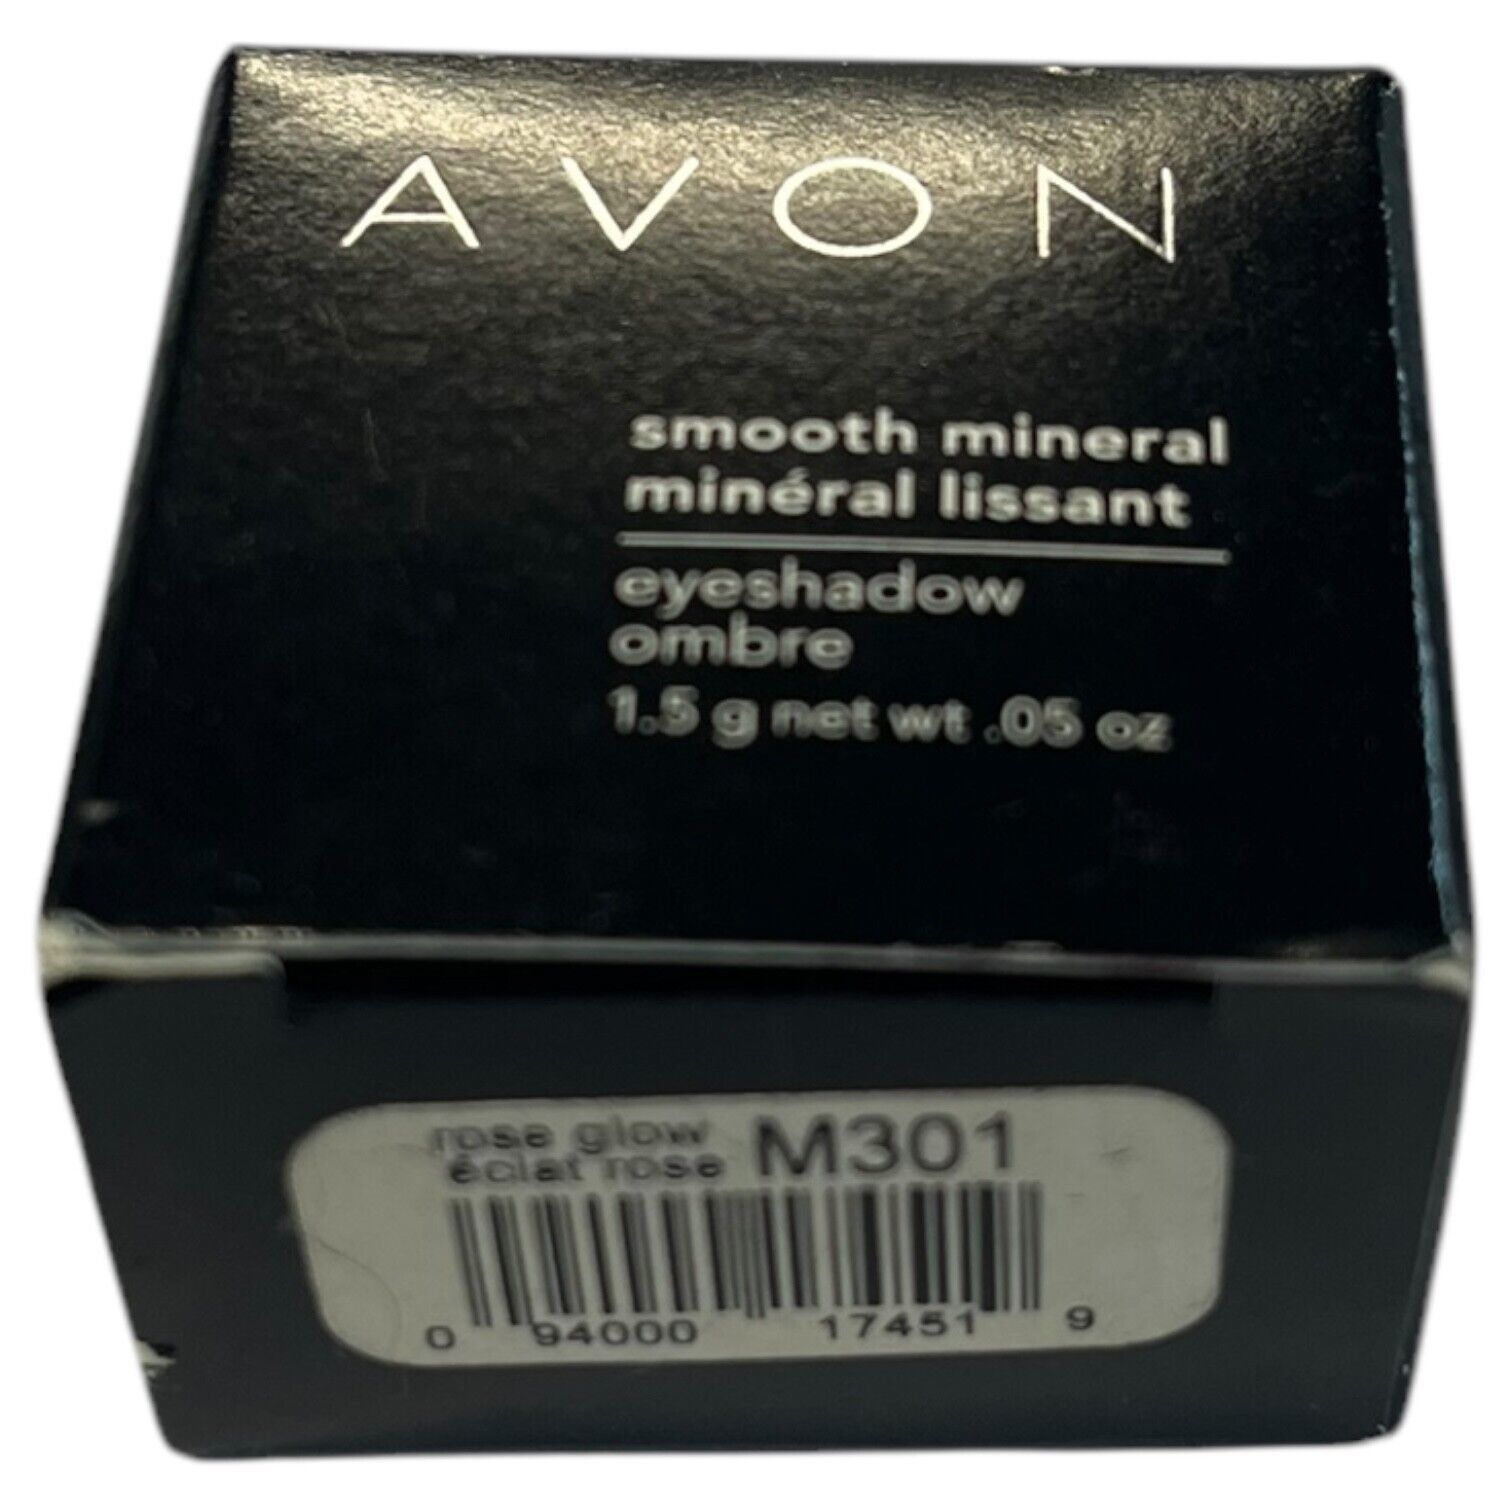 AVON
smooth mineral
minéral lissant
eyeshadow
ombre
1.5 g net wt .05 oz
rose glow M301
éclat rose
0 94000 17451 9